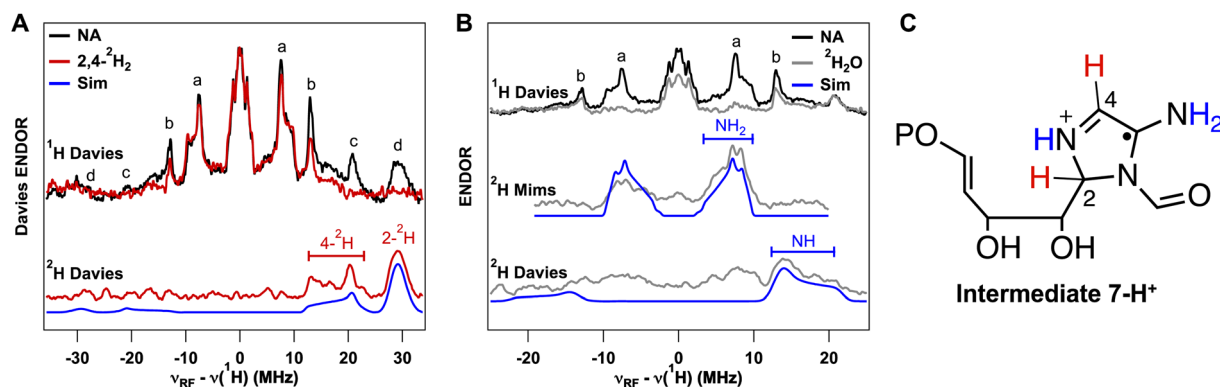 A
NA
2,4-²H₂
Sim
a
a
b
b
c
c
d
d
¹H Davies
²H Davies
4-²H
2-²H
Davies ENDOR
-30 -20 -10 0 10 20 30
νRF - ν(¹H) (MHz)
B
NA
²H₂O
Sim
a
a
b
b
¹H Davies
NH₂
²H Mims
NH
²H Davies
ENDOR
-20 -10 0 10 20
νRF - ν(¹H) (MHz)
C
H
4
NH₂
+
HN
•
PO
H
N
2
O
OH
OH
Intermediate 7-H⁺